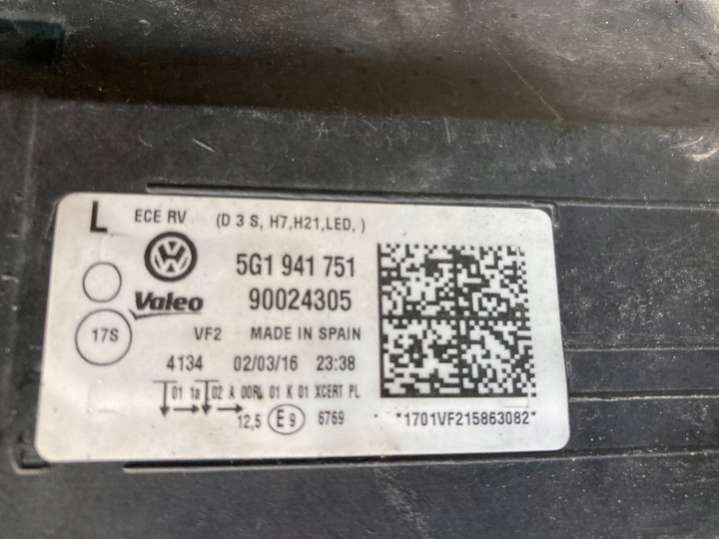 L ECE RV (D 3 S, H7,H21,LED, )
5G1 941 751
Valeo 90024305
17S
VF2 MADE IN SPAIN
4134 02/03/16 23:38
01 1a 02 A 00RL 01 K 01 XCERT PL
12,5 E 9 6769
*1701VF215863082*